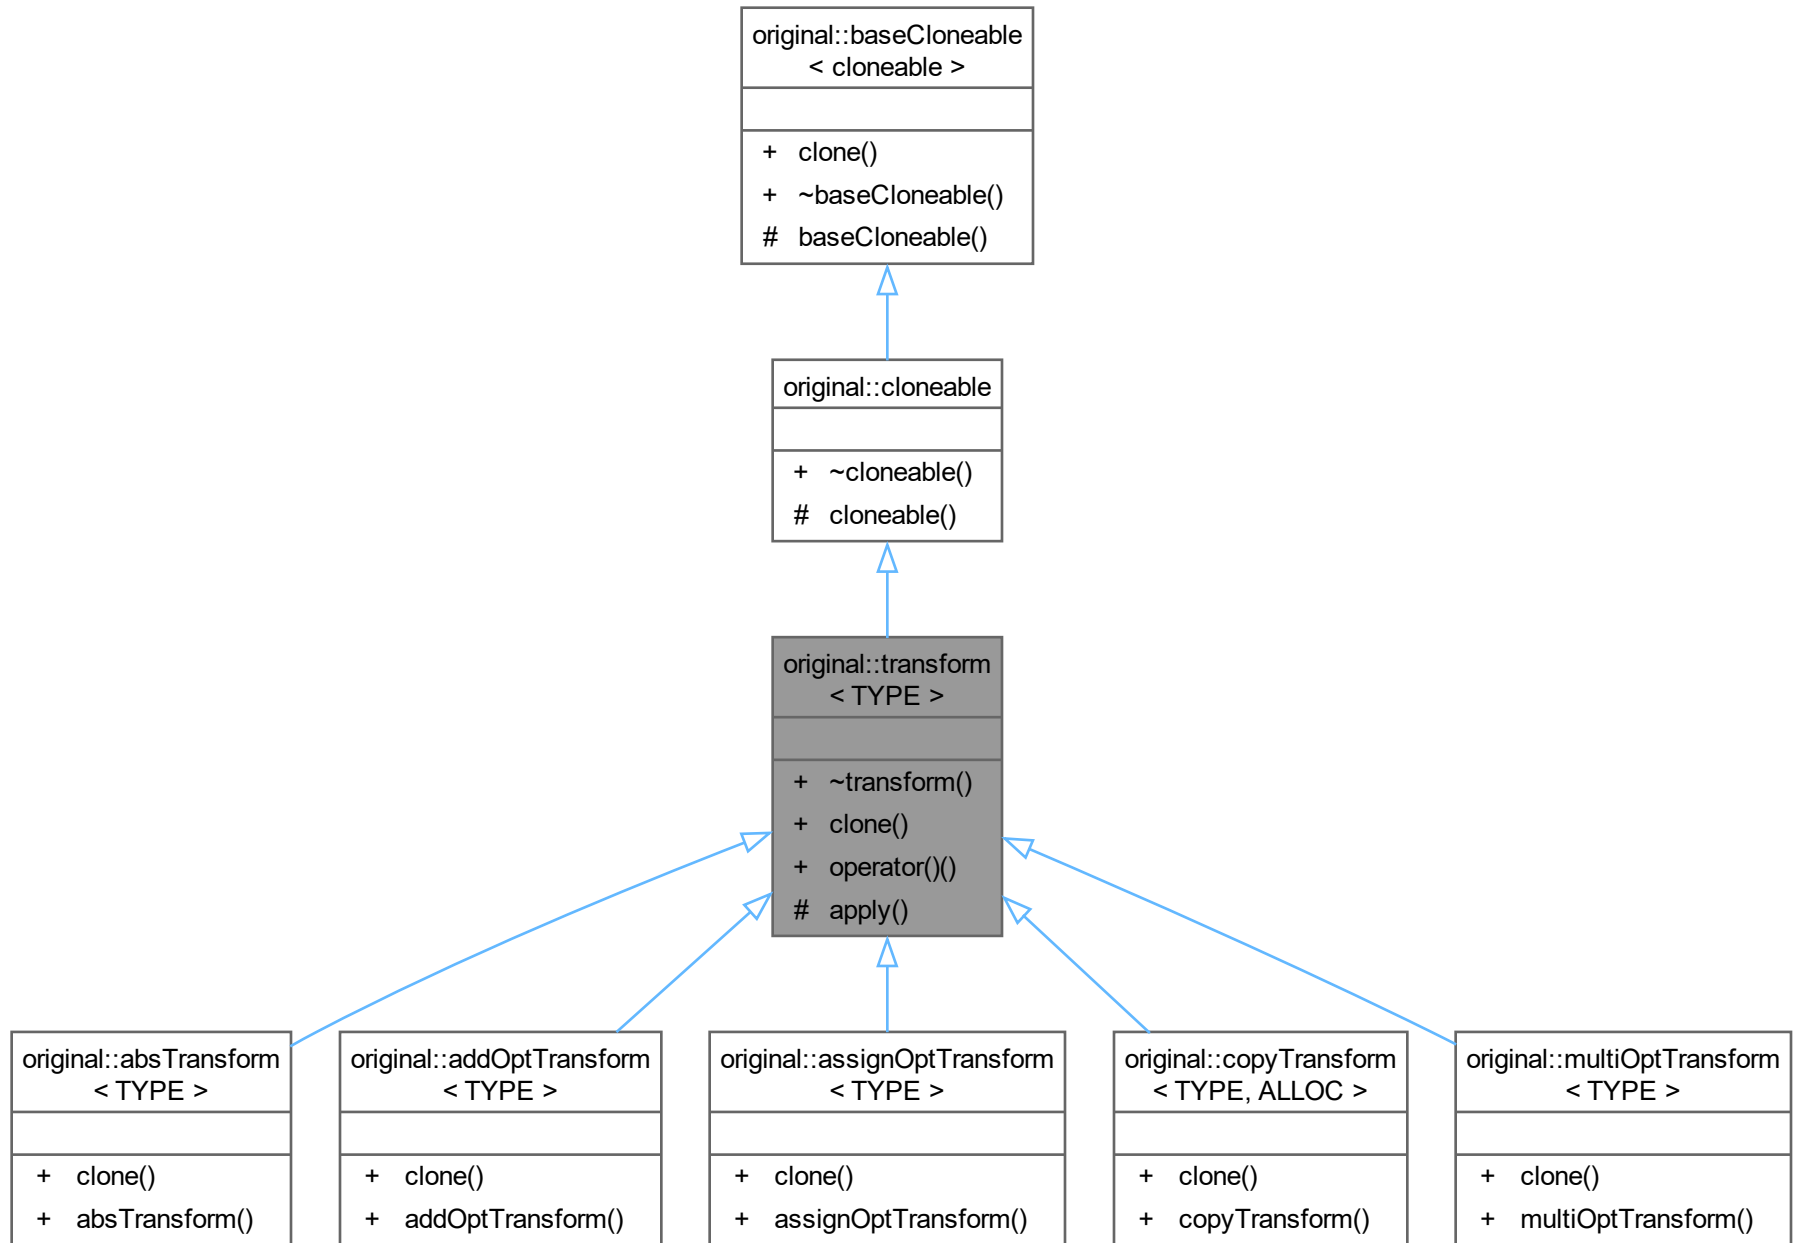 original::baseCloneable
< cloneable >
+ clone()
+ ~baseCloneable()
# baseCloneable()
original::cloneable
+ ~cloneable()
# cloneable()
original::transform
< TYPE >
+ ~transform()
+ clone()
+ operator()()
# apply()
original::absTransform
< TYPE >
+ clone()
+ absTransform()
original::addOptTransform
< TYPE >
+ clone()
+ addOptTransform()
original::assignOptTransform
< TYPE >
+ clone()
+ assignOptTransform()
original::copyTransform
< TYPE, ALLOC >
+ clone()
+ copyTransform()
original::multiOptTransform
< TYPE >
+ clone()
+ multiOptTransform()